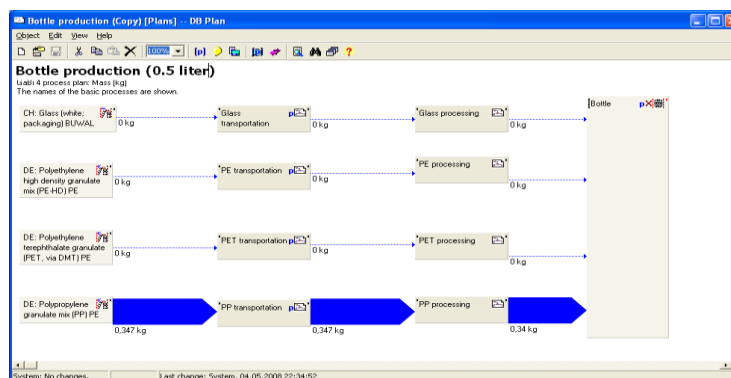 Bottle production (Copy) [Plans] -- DB Plan
Object Edit View Help
100%
Bottle production (0.5 liter)
GaBi 4 process plan: Mass [kg]
The names of the basic processes are shown.
CH: Glass (white;
packaging) BUWAL
0 kg
Glass
transportation
0 kg
Glass processing
0 kg
Bottle
DE: Polyethylene
high density granulate
mix (PE-HD) PE
0 kg
PE transportation
0 kg
PE processing
0 kg
DE: Polyethylene
terephthalate granulate
(PET, via DMT) PE
0 kg
PET transportation
0 kg
PET processing
0 kg
DE: Polypropylene
granulate mix (PP) PE
0,347 kg
PP transportation
0,347 kg
PP processing
0,34 kg
System: No changes.
Last change: System, 04.05.2008 22:34:52